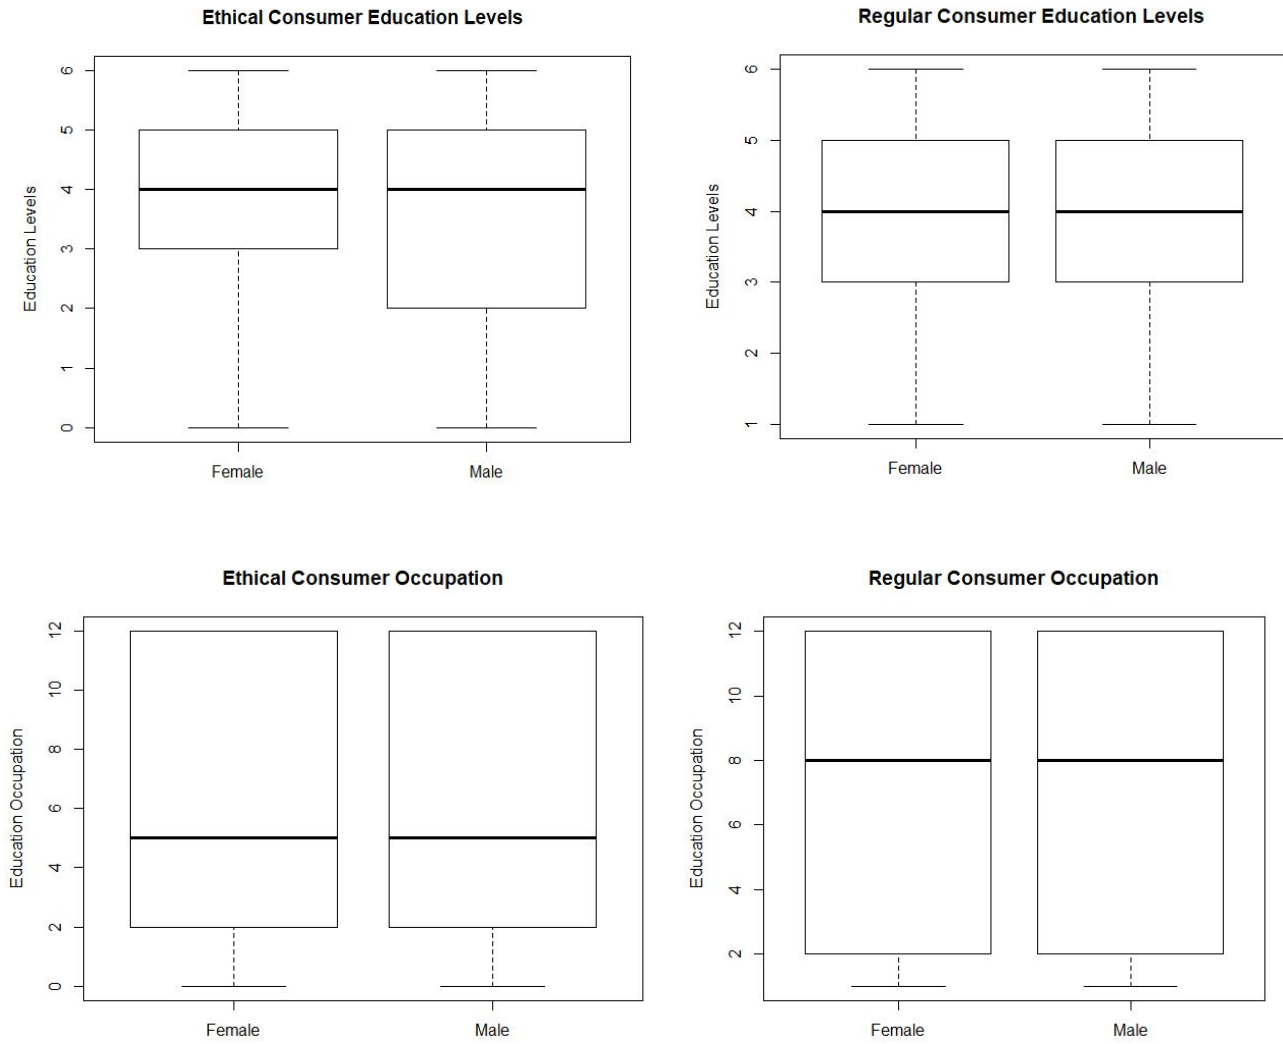 Ethical Consumer Education Levels
Education Levels
6
5
4
3
2
1
0
Female Male
Regular Consumer Education Levels
Education Levels
6
5
4
3
2
1
Female Male
Ethical Consumer Occupation
Education Occupation
12
10
8
6
4
2
0
Female Male
Regular Consumer Occupation
Education Occupation
12
10
8
6
4
2
Female Male